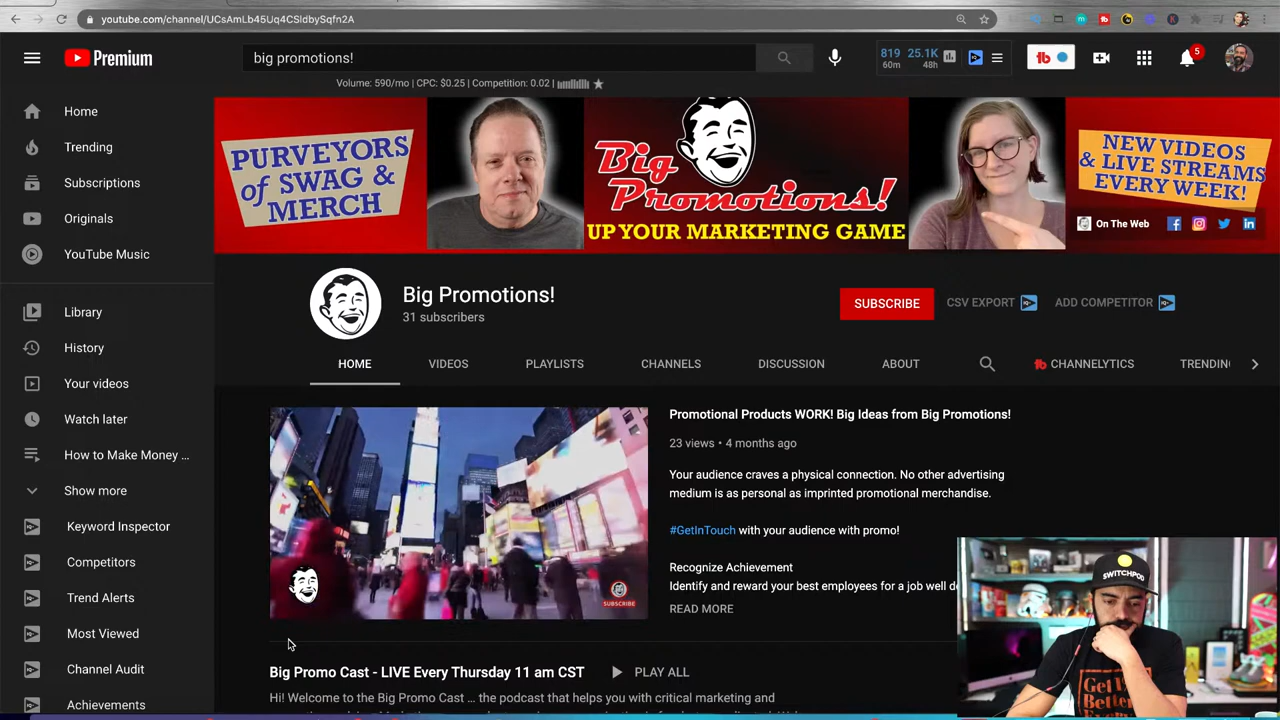 youtube.com/channel/UCsAmLb45Uq4CSldbySqfn2A
Premium
big promotions!
819 25.1K
60m 48h
tb
5
Volume: 590/mo | CPC: $0.25 | Competition: 0.02 |
Home
Trending
Subscriptions
Originals
YouTube Music
Library
History
Your videos
Watch later
How to Make Money ...
Show more
Keyword Inspector
Competitors
Trend Alerts
Most Viewed
Channel Audit
Achievements
PURVEYORS
of SWAG &
MERCH
Big
Promotions!
UP YOUR MARKETING GAME
NEW VIDEOS
& LIVE STREAMS
EVERY WEEK!
On The Web
Big Promotions!
31 subscribers
SUBSCRIBE
CSV EXPORT
ADD COMPETITOR
HOME
VIDEOS
PLAYLISTS
CHANNELS
DISCUSSION
ABOUT
tb CHANNELYTICS
TRENDIN
SUBSCRIBE
Promotional Products WORK! Big Ideas from Big Promotions!
23 views • 4 months ago
Your audience craves a physical connection. No other advertising
medium is as personal as imprinted promotional merchandise.
#GetInTouch with your audience with promo!
Recognize Achievement
Identify and reward your best employees for a job well d
READ MORE
Big Promo Cast - LIVE Every Thursday 11 am CST
PLAY ALL
Hi! Welcome to the Big Promo Cast ... the podcast that helps you with critical marketing and
SWITCHPOD
Get
Better